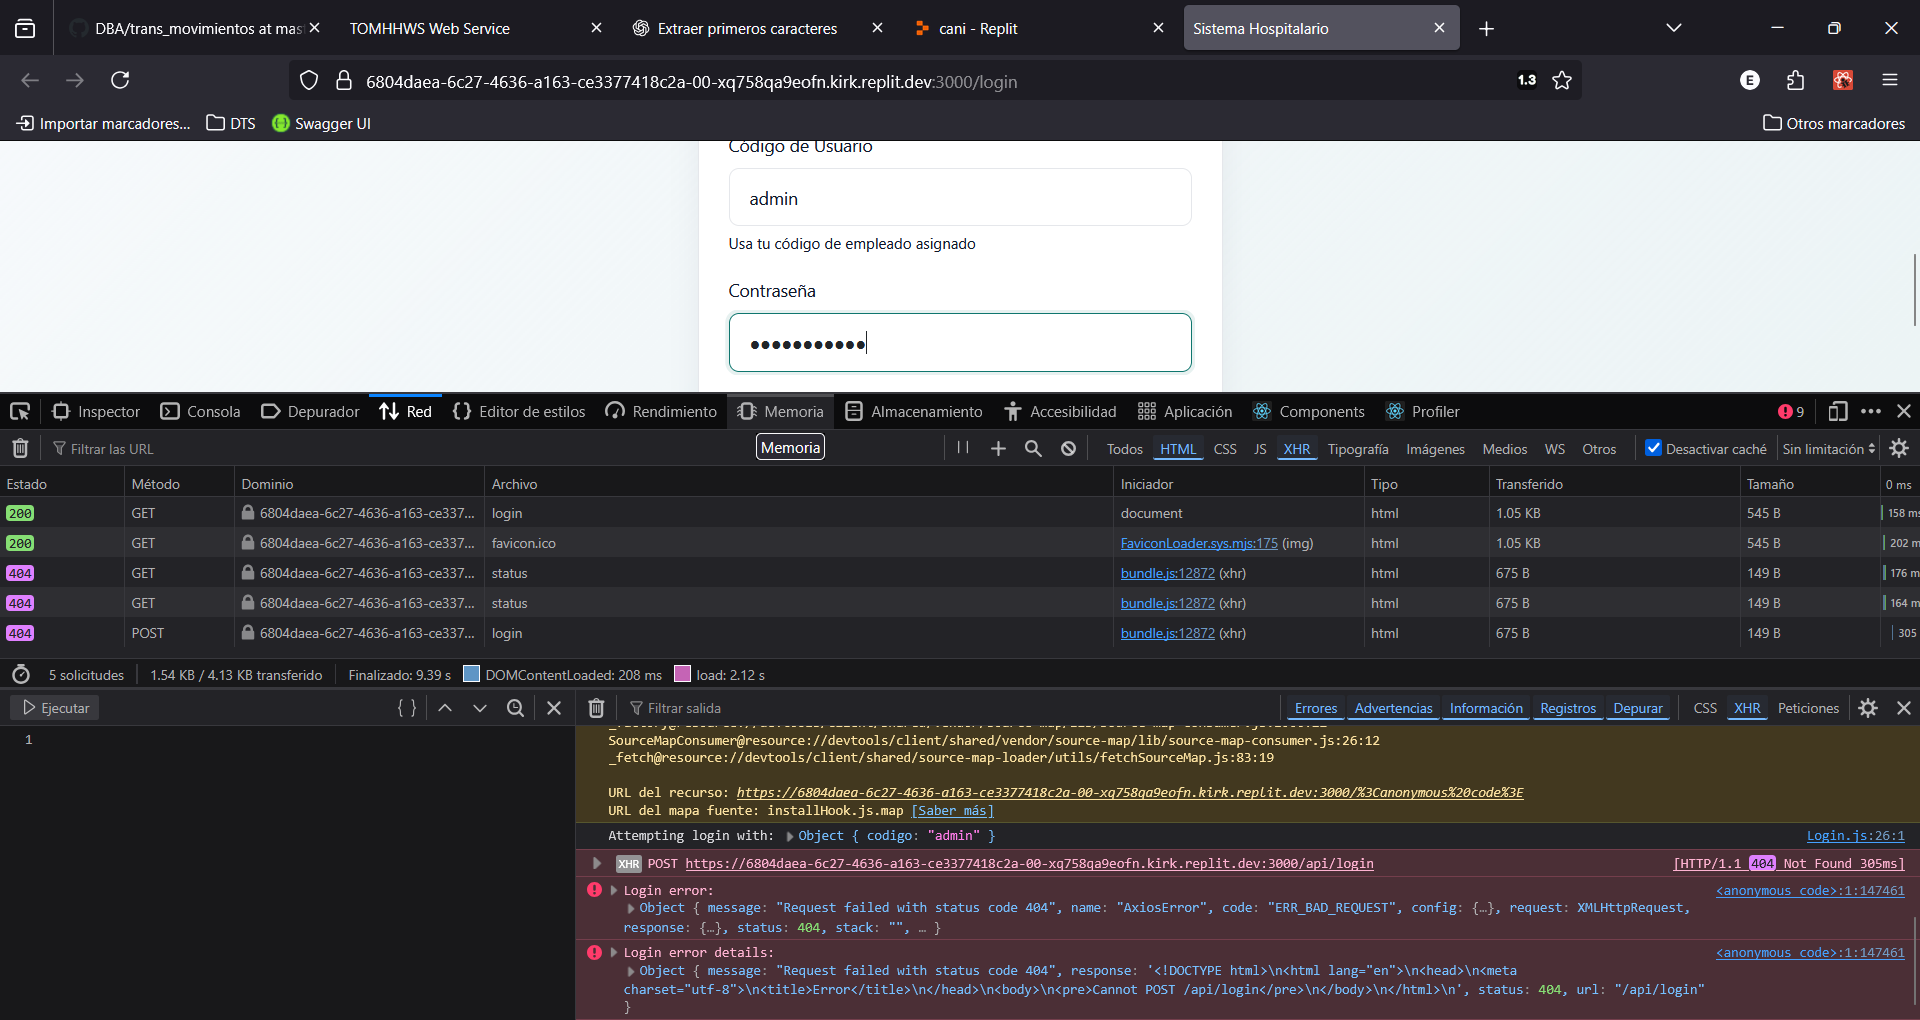 DBA/trans_movimientos at mas
TOMHHWS Web Service
Extraer primeros caracteres
cani - Replit
Sistema Hospitalario
6804daea-6c27-4636-a163-ce3377418c2a-00-xq758qa9eofn.kirk.replit.dev:3000/login
1.3
E
Importar marcadores...
DTS
Swagger UI
Otros marcadores
Código de Usuario
admin
Usa tu código de empleado asignado
Contraseña
Inspector
Consola
Depurador
Red
Editor de estilos
Rendimiento
Memoria
Almacenamiento
Accesibilidad
Aplicación
Components
Profiler
9
Filtrar las URL
Memoria
Todos
HTML
CSS
JS
XHR
Tipografía
Imágenes
Medios
WS
Otros
Desactivar caché
Sin limitación
Estado Método Dominio Archivo Iniciador Tipo Transferido Tamaño 0 ms
200 GET 6804daea-6c27-4636-a163-ce337... login document html 1.05 KB 545 B 158 ms
200 GET 6804daea-6c27-4636-a163-ce337... favicon.ico FaviconLoader.sys.mjs:175 (img) html 1.05 KB 545 B 202 m
404 GET 6804daea-6c27-4636-a163-ce337... status bundle.js:12872 (xhr) html 675 B 149 B 176 m
404 GET 6804daea-6c27-4636-a163-ce337... status bundle.js:12872 (xhr) html 675 B 149 B 164 m
404 POST 6804daea-6c27-4636-a163-ce337... login bundle.js:12872 (xhr) html 675 B 149 B 305
5 solicitudes
1.54 KB / 4.13 KB transferido
Finalizado: 9.39 s
DOMContentLoaded: 208 ms
load: 2.12 s
Ejecutar
{ }
Filtrar salida
Errores
Advertencias
Información
Registros
Depurar
CSS
XHR
Peticiones
1
SourceMapConsumer@resource://devtools/client/shared/vendor/source-map/lib/source-map-consumer.js:26:12
_fetch@resource://devtools/client/shared/source-map-loader/utils/fetchSourceMap.js:83:19
URL del recurso: https://6804daea-6c27-4636-a163-ce3377418c2a-00-xq758qa9eofn.kirk.replit.dev:3000/%3Canonymous%20code%3E
URL del mapa fuente: installHook.js.map [Saber más]
Attempting login with: Object { codigo: "admin" } Login.js:26:1
XHR POST https://6804daea-6c27-4636-a163-ce3377418c2a-00-xq758qa9eofn.kirk.replit.dev:3000/api/login [HTTP/1.1 404 Not Found 305ms]
Login error: <anonymous code>:1:147461
Object { message: "Request failed with status code 404", name: "AxiosError", code: "ERR_BAD_REQUEST", config: {…}, request: XMLHttpRequest,
response: {…}, status: 404, stack: "", … }
Login error details: <anonymous code>:1:147461
Object { message: "Request failed with status code 404", response: '<!DOCTYPE html>\n<html lang="en">\n<head>\n<meta
charset="utf-8">\n<title>Error</title>\n</head>\n<body>\n<pre>Cannot POST /api/login</pre>\n</body>\n</html>\n', status: 404, url: "/api/login"
}